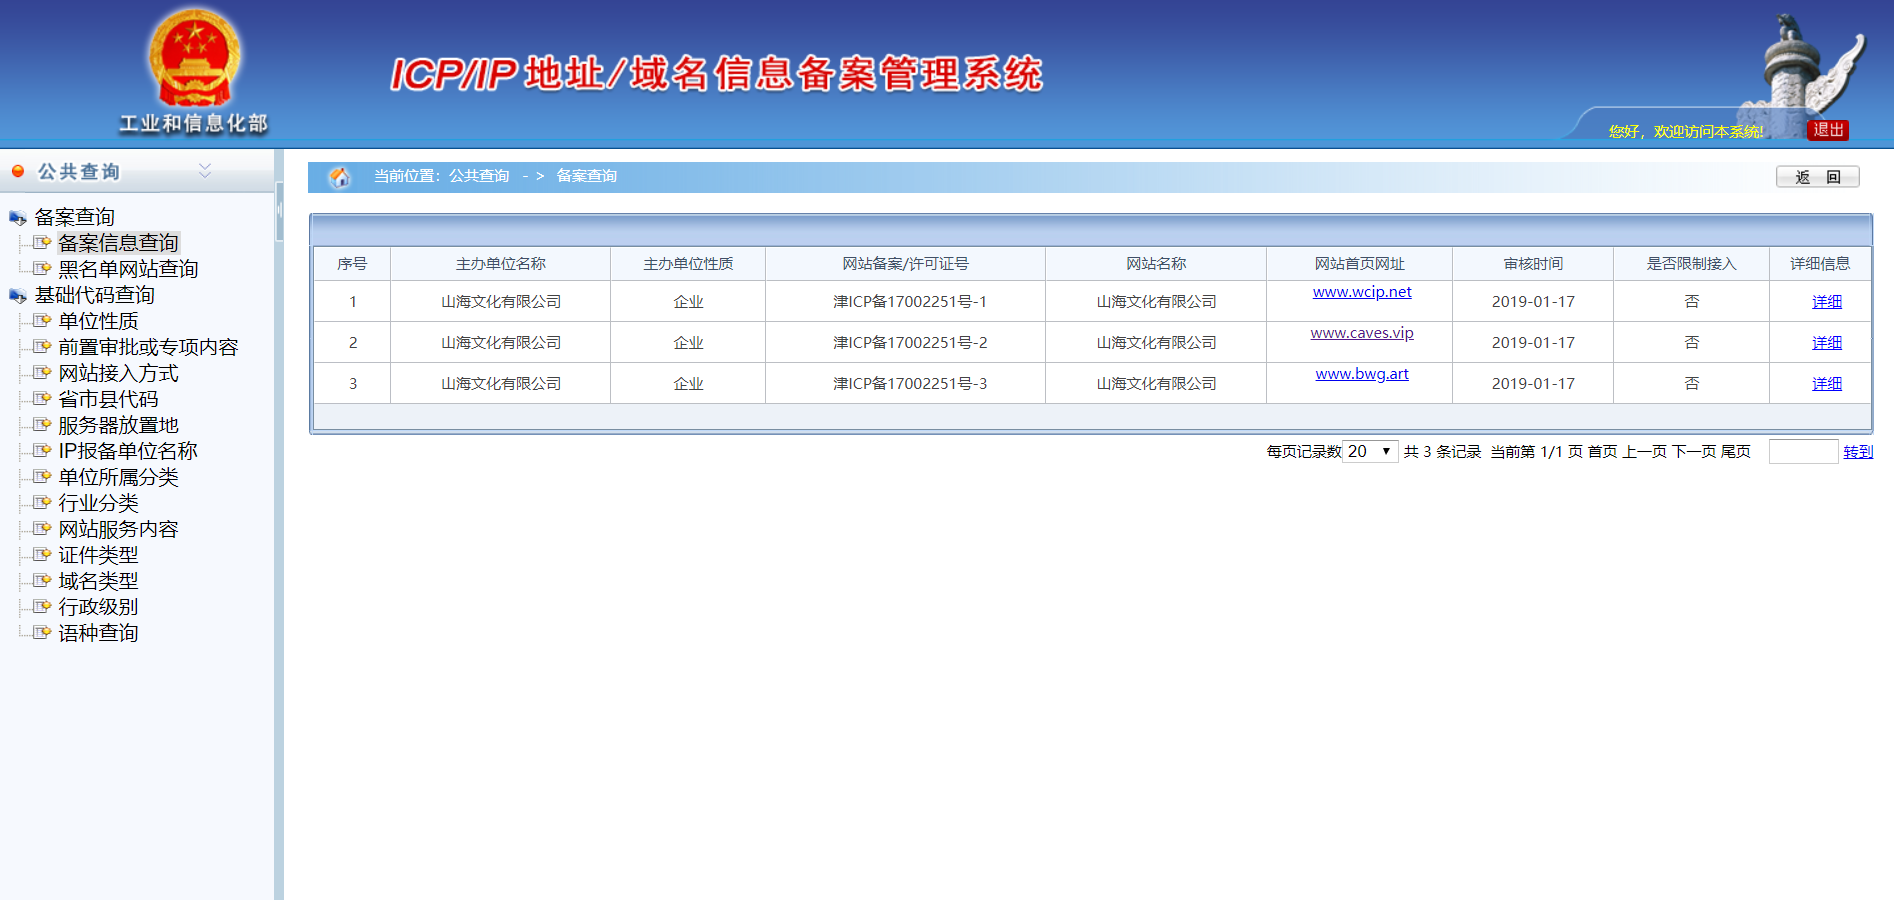 工业和信息化部
ICP/IP 地址/域名信息备案管理系统
您好，欢迎访问本系统!
退出
公共查询
当前位置：公共查询 - > 备案查询
返 回
备案查询
备案信息查询
黑名单网站查询
基础代码查询
单位性质
前置审批或专项内容
网站接入方式
省市县代码
服务器放置地
IP报备单位名称
单位所属分类
行业分类
网站服务内容
证件类型
域名类型
行政级别
语种查询
序号 主办单位名称 主办单位性质 网站备案/许可证号 网站名称 网站首页网址 审核时间 是否限制接入 详细信息
1 山海文化有限公司 企业 津ICP备17002251号-1 山海文化有限公司 www.wcip.net 2019-01-17 否 详细
2 山海文化有限公司 企业 津ICP备17002251号-2 山海文化有限公司 www.caves.vip 2019-01-17 否 详细
3 山海文化有限公司 企业 津ICP备17002251号-3 山海文化有限公司 www.bwg.art 2019-01-17 否 详细
每页记录数 20 共 3 条记录 当前第 1/1 页 首页 上一页 下一页 尾页 转到